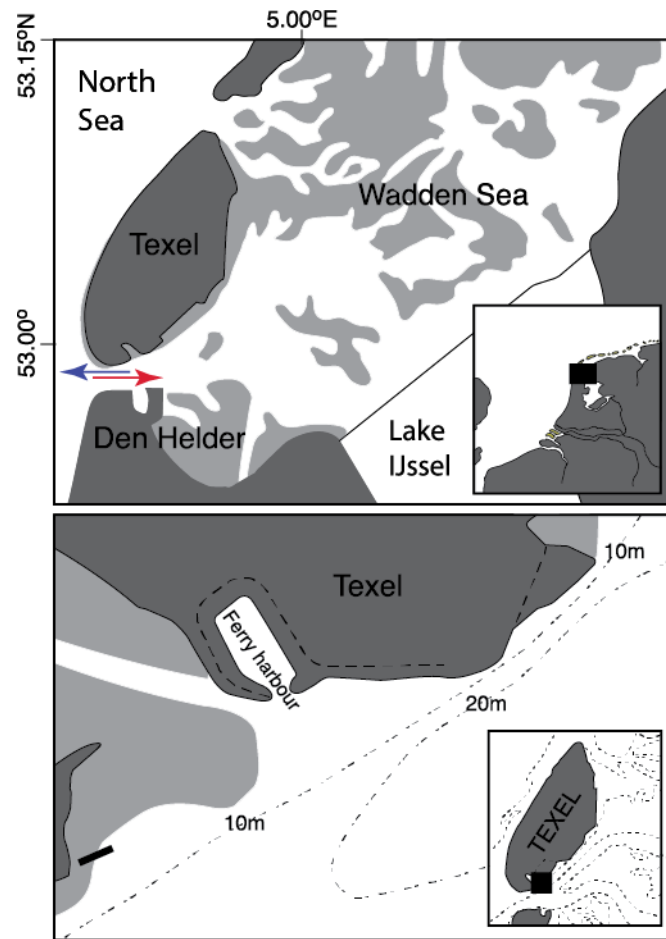 5.00ºE
53.15ºN
North
Sea
Wadden Sea
Texel
53.00º
Den Helder
Lake
IJssel
10m
Texel
Ferry harbour
20m
10m
TEXEL